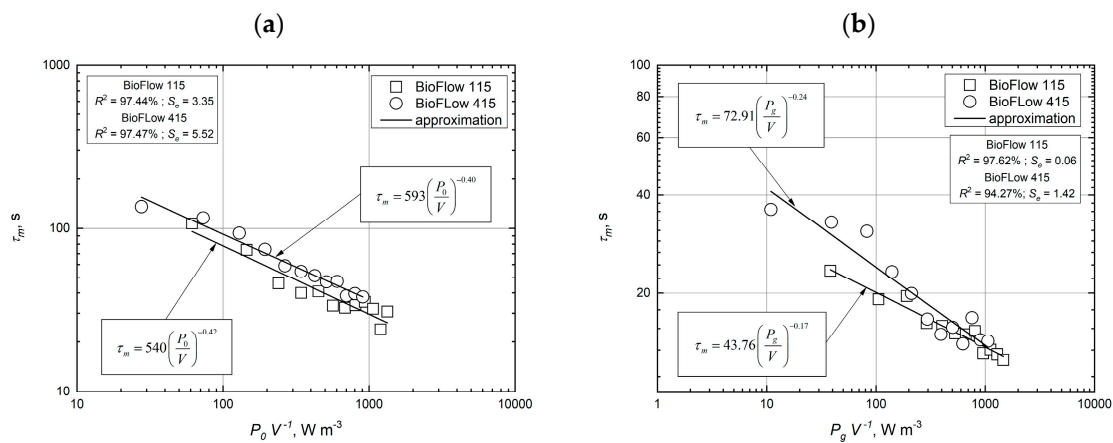 (a)
1000
BioFlow 115
R² = 97.44% ; Sₑ = 3.35
BioFLow 415
R² = 97.47% ; Sₑ = 5.52
BioFlow 115
BioFLow 415
approximation
τₘ = 593(P₀/V)^−0.40
τₘ, s
100
τₘ = 540(P₀/V)^−0.42
10
10 100 1000 10000
P₀ V⁻¹, W m⁻³
(b)
100
80
60
40
20
τₘ = 72.91(P_g/V)^−0.24
BioFlow 115
BioFLow 415
approximation
BioFlow 115
R² = 97.62% ; Sₑ = 0.06
BioFLow 415
R² = 94.27%; Sₑ = 1.42
τₘ, s
τₘ = 43.76(P_g/V)^−0.17
1 10 100 1000 10000
P_g V⁻¹, W m⁻³